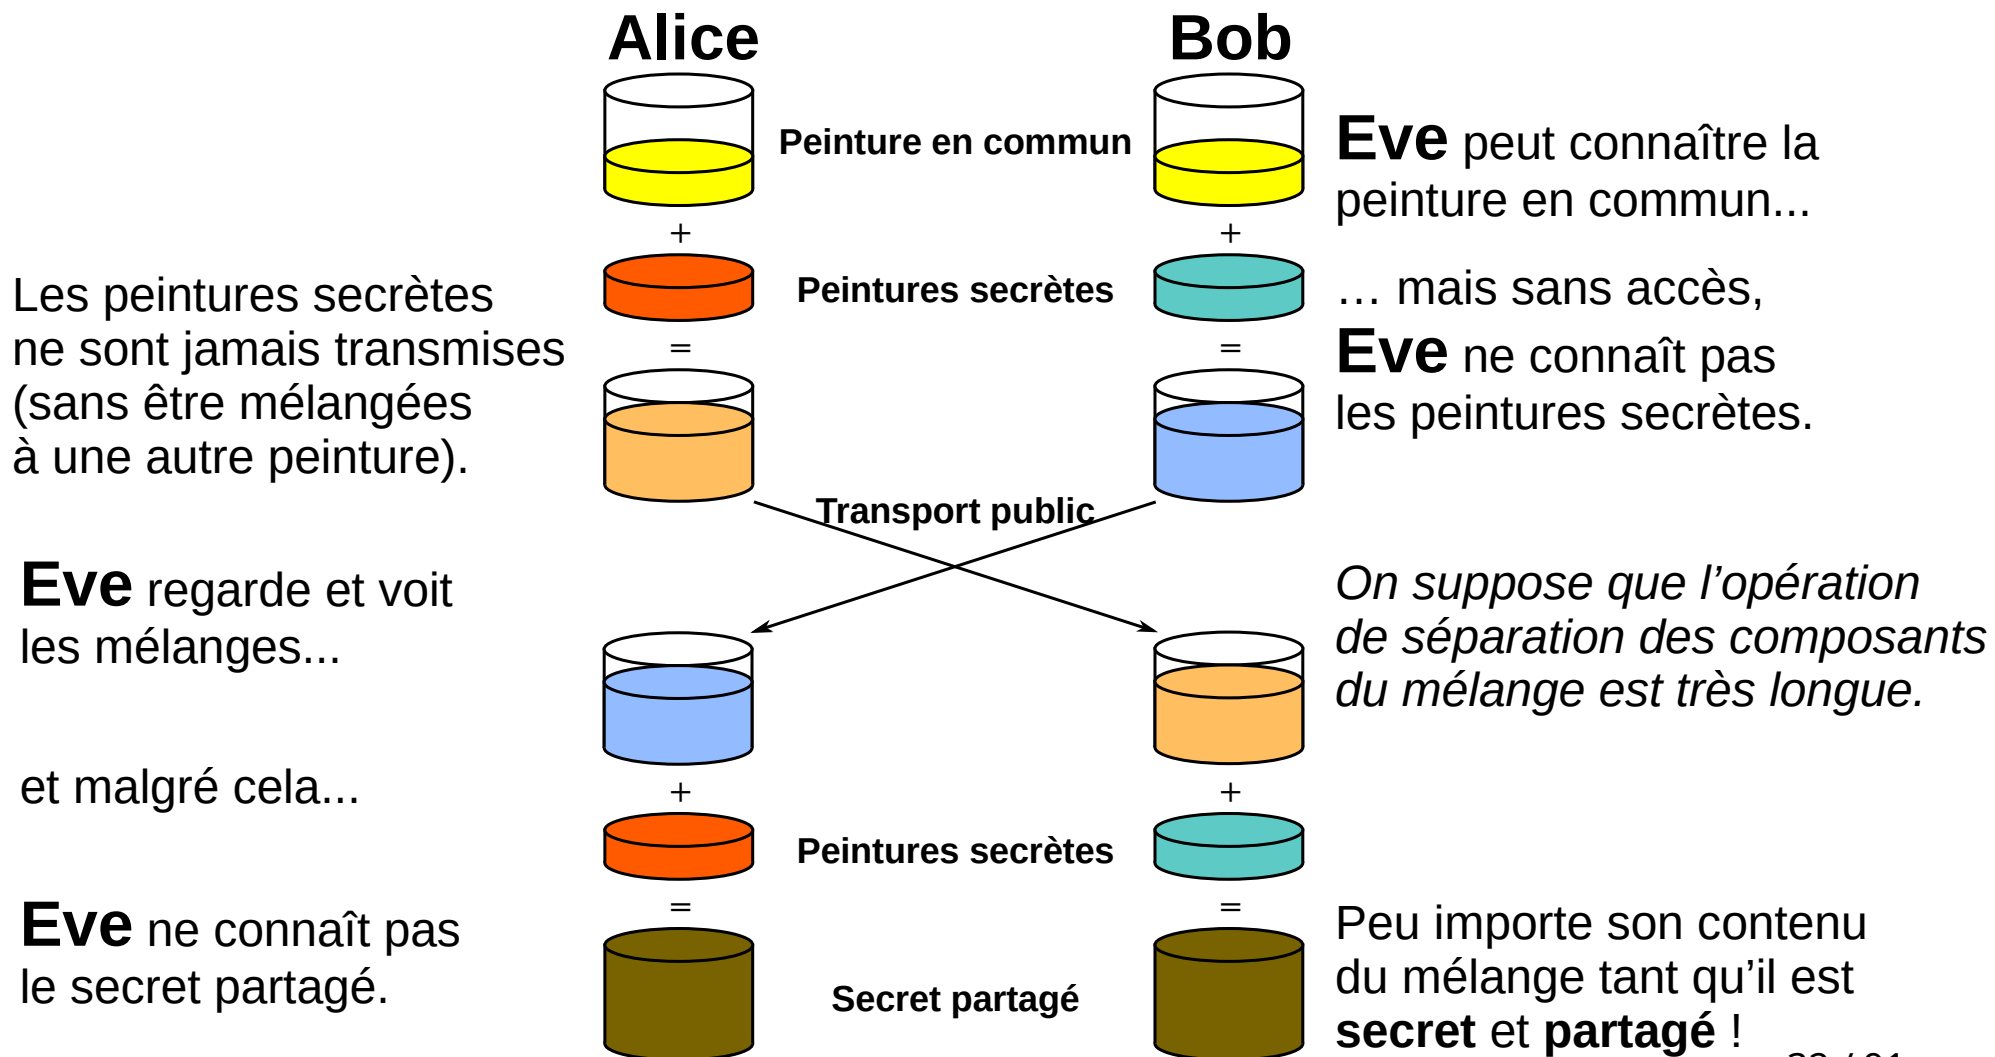 Alice
Bob
Peinture en commun
Eve peut connaître la
peinture en commun...
+
+
Les peintures secrètes
ne sont jamais transmises
(sans être mélangées
à une autre peinture).
Peintures secrètes
… mais sans accès,
Eve ne connaît pas
les peintures secrètes.
=
=
Transport public
Eve regarde et voit
les mélanges...
On suppose que l’opération
de séparation des composants
du mélange est très longue.
et malgré cela...
+
+
Peintures secrètes
=
=
Eve ne connaît pas
le secret partagé.
Secret partagé
Peu importe son contenu
du mélange tant qu’il est
secret et partagé !